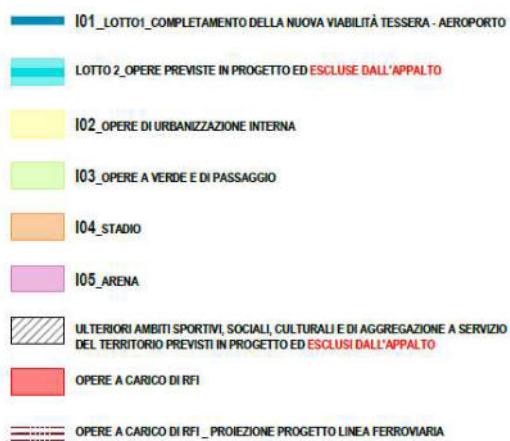 I01_LOTTO1_COMPLETAMENTO DELLA NUOVA VIABILITÀ TESSERA - AEROPORTO
LOTTO 2_OPERE PREVISTE IN PROGETTO ED ESCLUSE DALL'APPALTO
I02_OPERE DI URBANIZZAZIONE INTERNA
I03_OPERE A VERDE E DI PASSAGGIO
I04_STADIO
I05_ARENA
ULTERIORI AMBITI SPORTIVI, SOCIALI, CULTURALI E DI AGGREGAZIONE A SERVIZIO
DEL TERRITORIO PREVISTI IN PROGETTO ED ESCLUSI DALL'APPALTO
OPERE A CARICO DI RFI
OPERE A CARICO DI RFI _ PROIEZIONE PROGETTO LINEA FERROVIARIA